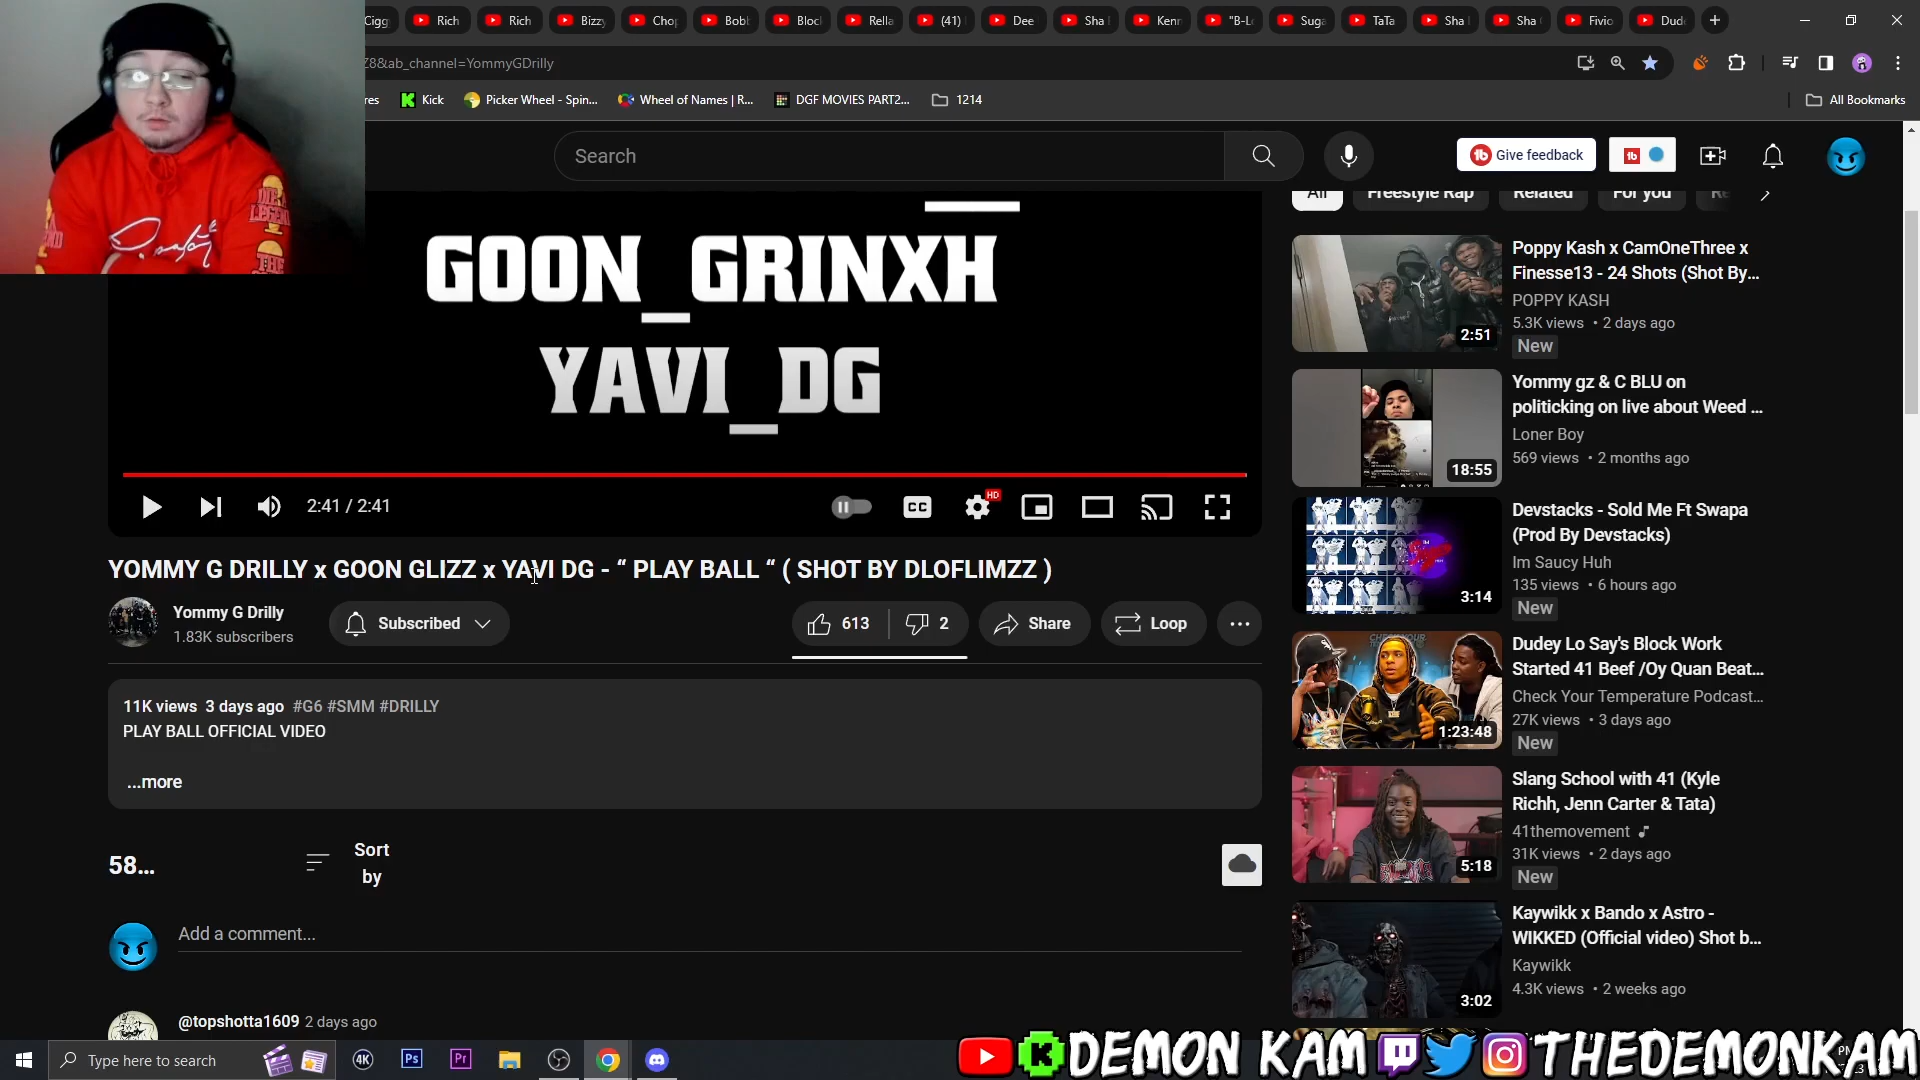 Cigg Rich Rich Bizzy Chop Bobb Bloc Rella (41) Dee Sha Kenn "B-L Suga TaTa Sha Sha Fivio Dude
Z8&ab_channel=YommyGDrilly
res Kick Picker Wheel - Spin... Wheel of Names | R... DGF MOVIES PART2... 1214 All Bookmarks
Search Give feedback
All Freestyle Rap Related For you Re
GOON_GRINXH
YAVI_DG
2:41 / 2:41 CC HD
YOMMY G DRILLY x GOON GLIZZ x YAVI DG - “ PLAY BALL “ ( SHOT BY DLOFLIMZZ )
Yommy G Drilly
1.83K subscribers
Subscribed
613 2 Share Loop ...
11K views 3 days ago #G6 #SMM #DRILLY
PLAY BALL OFFICIAL VIDEO
...more
58...
Sort
by
Add a comment...
@topshotta1609 2 days ago
Poppy Kash x CamOneThree x
Finesse13 - 24 Shots (Shot By...
POPPY KASH
5.3K views • 2 days ago
New
2:51
Yommy gz & C BLU on
politicking on live about Weed ...
Loner Boy
569 views • 2 months ago
18:55
Devstacks - Sold Me Ft Swapa
(Prod By Devstacks)
Im Saucy Huh
135 views • 6 hours ago
New
3:14
Dudey Lo Say's Block Work
Started 41 Beef /Oy Quan Beat...
Check Your Temperature Podcast...
27K views • 3 days ago
New
1:23:48
Slang School with 41 (Kyle
Richh, Jenn Carter & Tata)
41themovement
31K views • 2 days ago
New
5:18
Kaywikk x Bando x Astro -
WIKKED (Official video) Shot b...
Kaywikk
4.3K views • 2 weeks ago
3:02
Type here to search 4K Ps Pr
DEMON KAM THEDEMONKAM